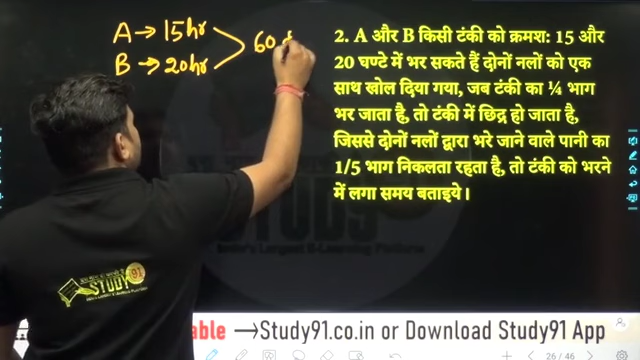 A → 15hr
B → 20hr
60
2. A और B किसी टंकी को क्रमश: 15 और
20 घण्टे में भर सकते हैं दोनों नलों को एक
साथ खोल दिया गया, जब टंकी का ¼ भाग
भर जाता है, तो टंकी में छिद्र हो जाता है,
जिससे दोनों नलों द्वारा भरे जाने वाले पानी का
1/5 भाग निकलता रहता है, तो टंकी को भरने
में लगा समय बताइये।
STUDY 91
lable →Study91.co.in or Download Study91 App
26 / 46